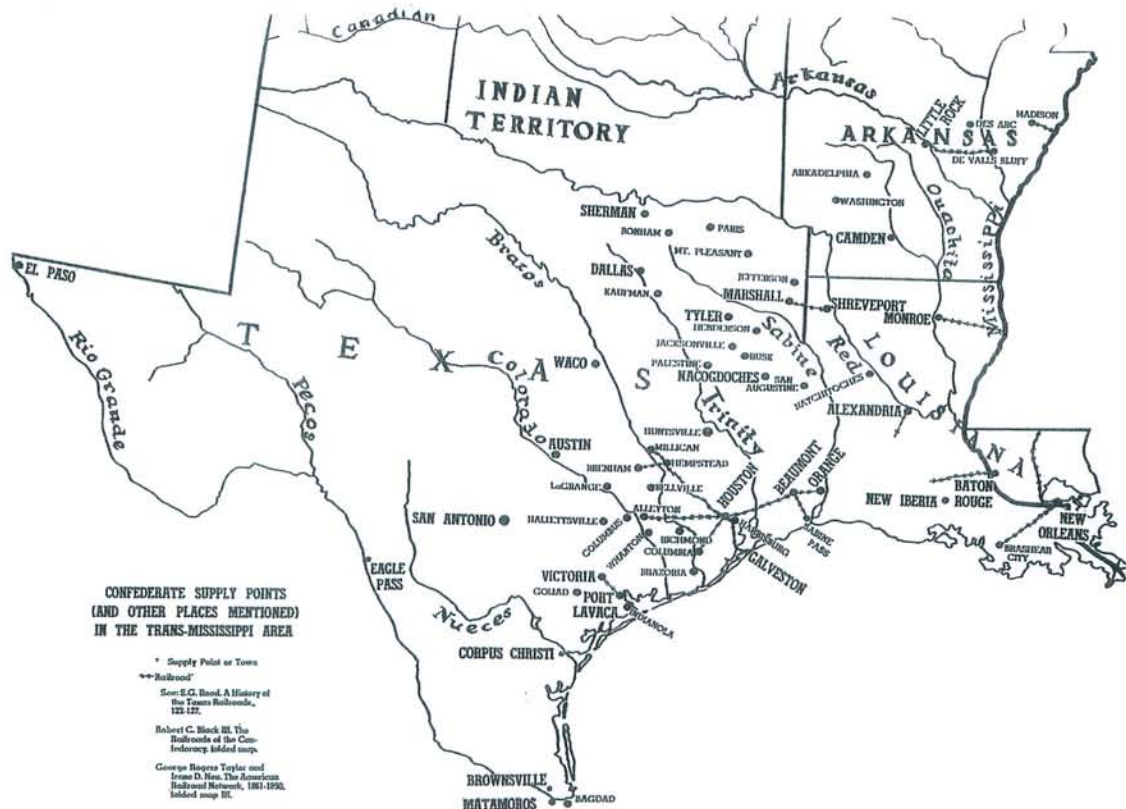 Canadian
INDIAN
TERRITORY
Arkansas
LITTLE
ROCK
DES ARC
MADISON
ARKANSAS
DE VALLS BLUFF
ARKADELPHIA
WASHINGTON
CAMDEN
Ouachita
Mississippi
SHERMAN
BONHAM
PARIS
MT. PLEASANT
DALLAS
KAUFMAN
JEFFERSON
MARSHALL
SHREVEPORT
MONROE
EL PASO
Rio Grande
TEXAS
Brazos
Colorado
Pecos
WACO
TYLER
HENDERSON
JACKSONVILLE
RUSK
PALESTINE
NACOGDOCHES
SAN
AUGUSTINE
Sabine
Red
LOUISIANA
NATCHITOCHES
ALEXANDRIA
Trinity
HUNTSVILLE
MILLICAN
HEMPSTEAD
AUSTIN
BRENHAM
LaGRANGE
BELLVILLE
HOUSTON
BEAUMONT
ORANGE
BATON
ROUGE
NEW IBERIA
NEW
ORLEANS
BRASHEAR
CITY
SAN ANTONIO
HALLETTSVILLE
COLUMBUS
ALLEYTON
WHARTON
RICHMOND
COLUMBIA
HARRISBURG
SABINE
PASS
GALVESTON
BRAZORIA
EAGLE
PASS
VICTORIA
GOLIAD
PORT
LAVACA
INDIANOLA
Nueces
CORPUS CHRISTI
BROWNSVILLE
MATAMOROS
BAGDAD
CONFEDERATE SUPPLY POINTS
(AND OTHER PLACES MENTIONED)
IN THE TRANS-MISSISSIPPI AREA
Supply Point or Town
Railroad
See: S.G. Reed. A History of
the Texas Railroads,
122-127.
Robert C. Black III. The
Railroads of the Con-
federacy. folded map.
George Rogers Taylor and
Irene D. Neu. The American
Railroad Network, 1861-1890,
folded map III.